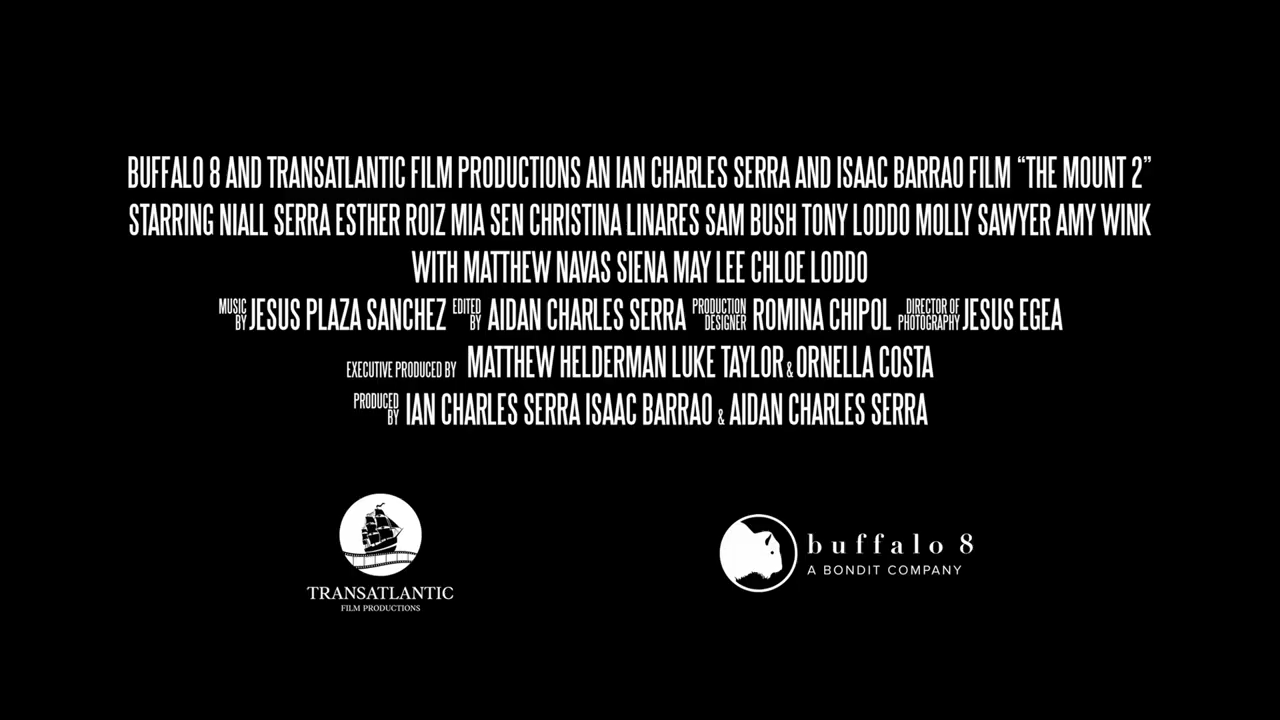 BUFFALO 8 AND TRANSATLANTIC FILM PRODUCTIONS AN IAN CHARLES SERRA AND ISAAC BARRAO FILM “THE MOUNT 2”
STARRING NIALL SERRA ESTHER ROIZ MIA SEN CHRISTINA LINARES SAM BUSH TONY LODDO MOLLY SAWYER AMY WINK
WITH MATTHEW NAVAS SIENA MAY LEE CHLOE LODDO
MUSIC BY JESUS PLAZA SANCHEZ EDITED BY AIDAN CHARLES SERRA PRODUCTION DESIGNER ROMINA CHIPOL DIRECTOR OF PHOTOGRAPHY JESUS EGEA
EXECUTIVE PRODUCED BY MATTHEW HELDERMAN LUKE TAYLOR & ORNELLA COSTA
PRODUCED BY IAN CHARLES SERRA ISAAC BARRAO & AIDAN CHARLES SERRA
TRANSATLANTIC
FILM PRODUCTIONS
buffalo 8
A BONDIT COMPANY